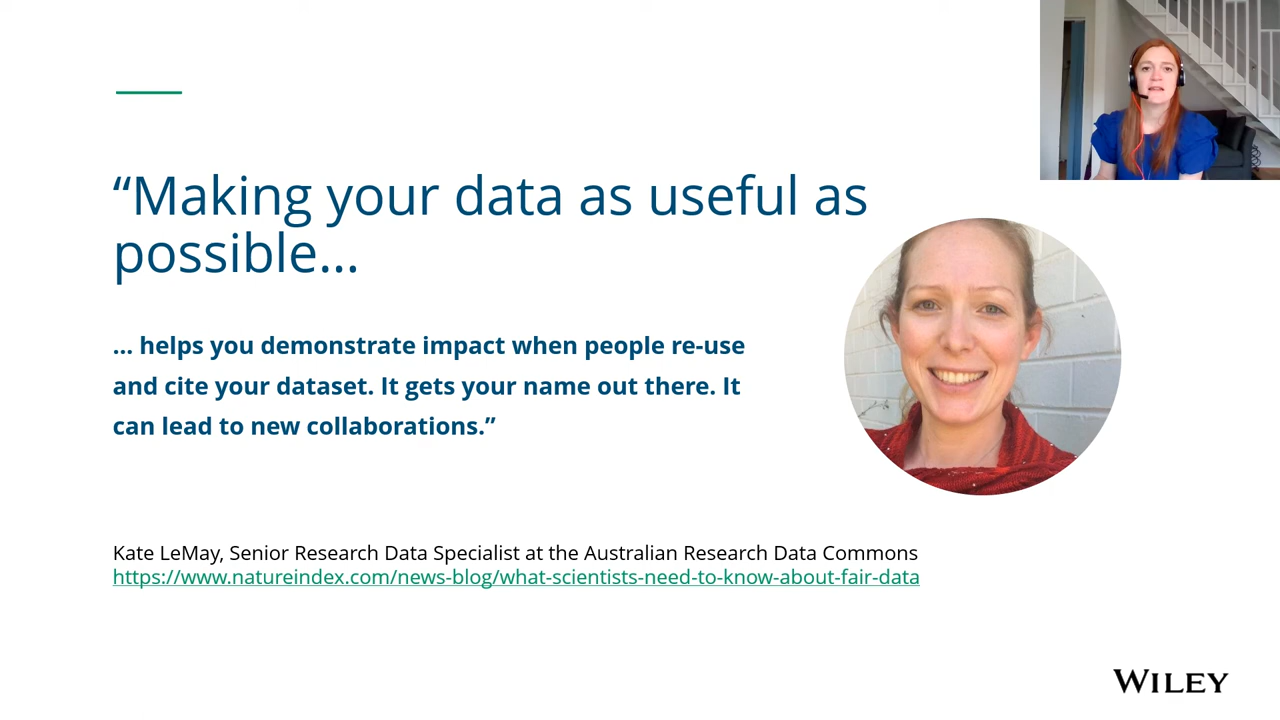 “Making your data as useful as
possible...
... helps you demonstrate impact when people re-use
and cite your dataset. It gets your name out there. It
can lead to new collaborations.”
Kate LeMay, Senior Research Data Specialist at the Australian Research Data Commons
https://www.natureindex.com/news-blog/what-scientists-need-to-know-about-fair-data
WILEY